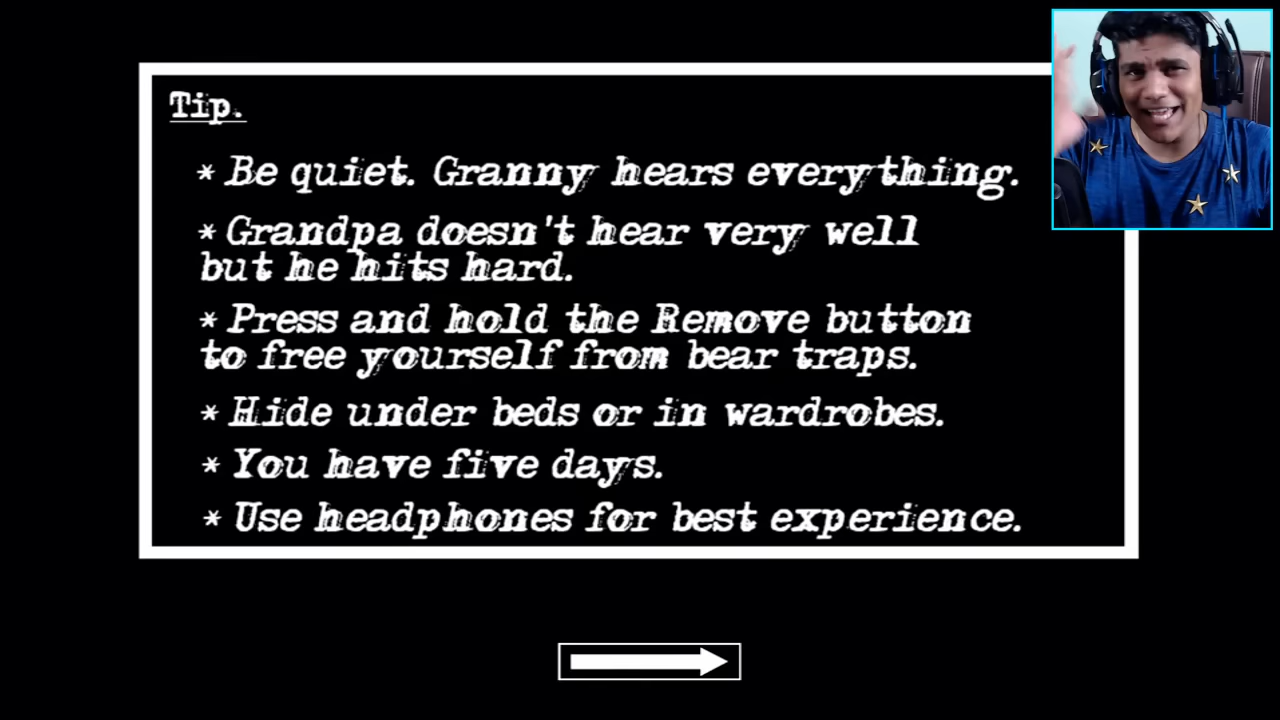 Tip.
* Be quiet. Granny hears everything.
* Grandpa doesn't hear very well
but he hits hard.
* Press and hold the Remove button
to free yourself from bear traps.
* Hide under beds or in wardrobes.
* You have five days.
* Use headphones for best experience.